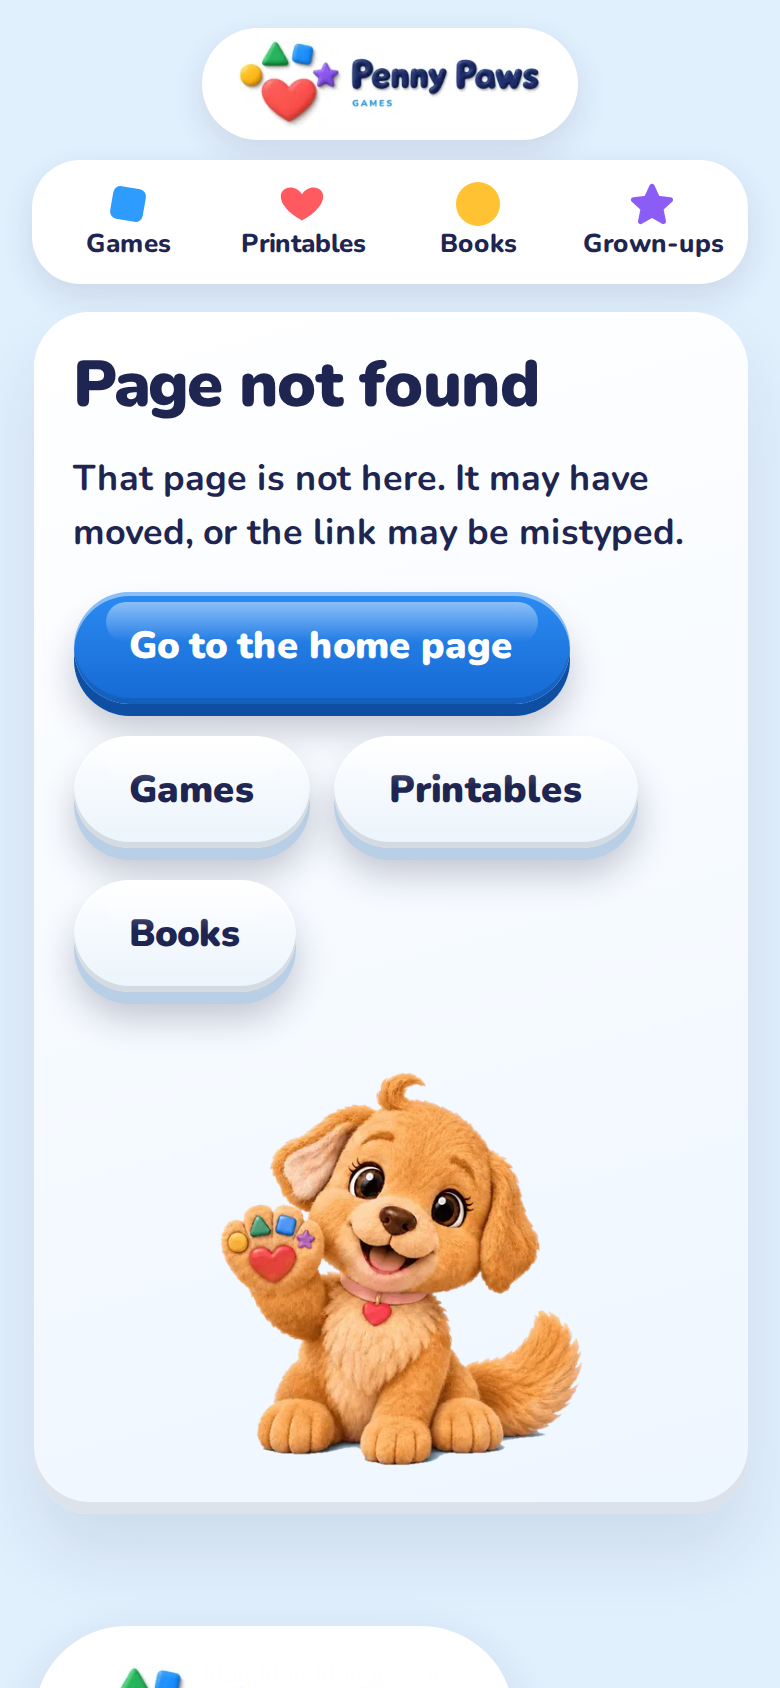 Penny Paws
GAMES
Games
Printables
Books
Grown-ups
Page not found
That page is not here. It may have
moved, or the link may be mistyped.
Go to the home page
Games
Printables
Books